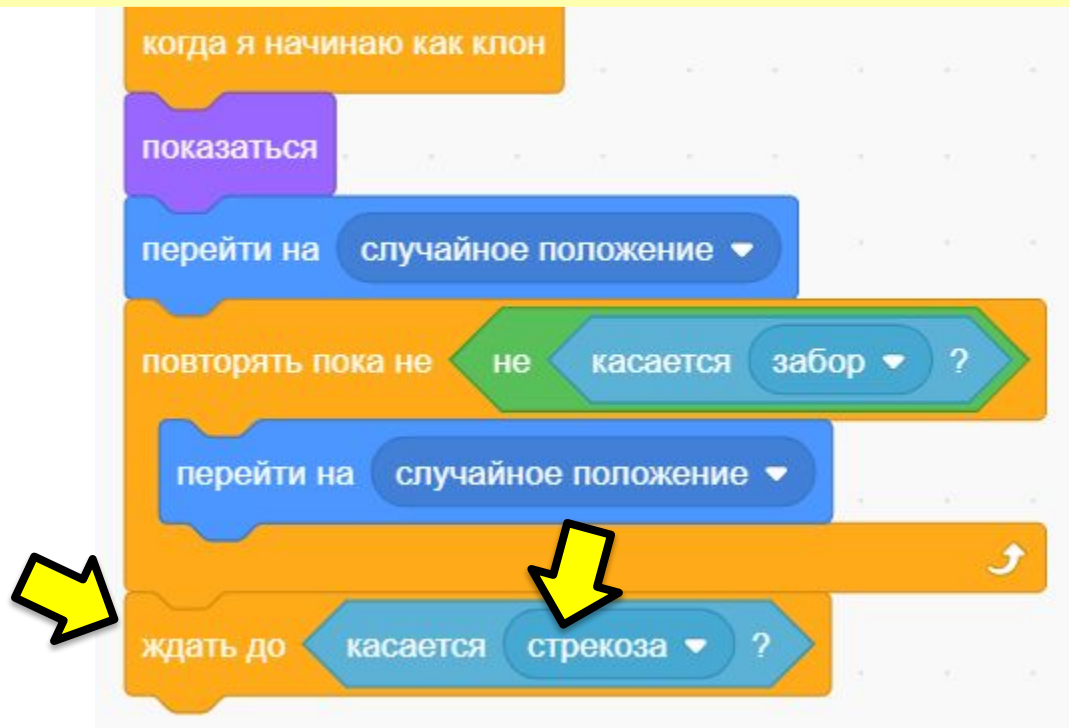 когда я начинаю как клон
показаться
перейти на случайное положение
повторять пока не не касается забор ?
перейти на случайное положение
ждать до касается стрекоза ?